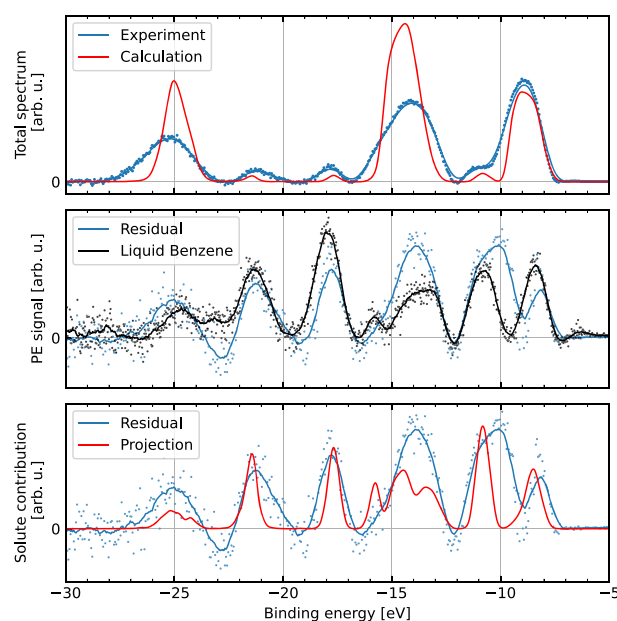 Total spectrum
[arb. u.]
Experiment
Calculation
0
PE signal [arb. u.]
Residual
Liquid Benzene
0
Solute contribution
[arb. u.]
Residual
Projection
0
−30 −25 −20 −15 −10 −5
Binding energy [eV]